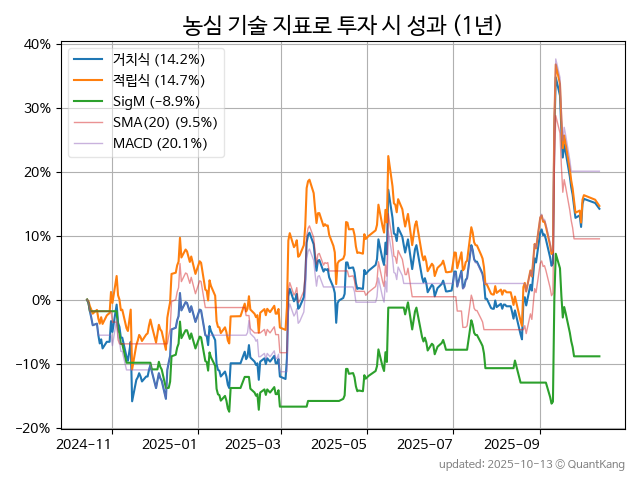 농심 기술 지표로 투자 시 성과 (1년)
40%
30%
20%
10%
0%
−10%
−20%
거치식 (14.2%)
적립식 (14.7%)
SigM (−8.9%)
SMA(20) (9.5%)
MACD (20.1%)
2024-11
2025-01
2025-03
2025-05
2025-07
2025-09
updated: 2025-10-13 ⓒ QuantKang